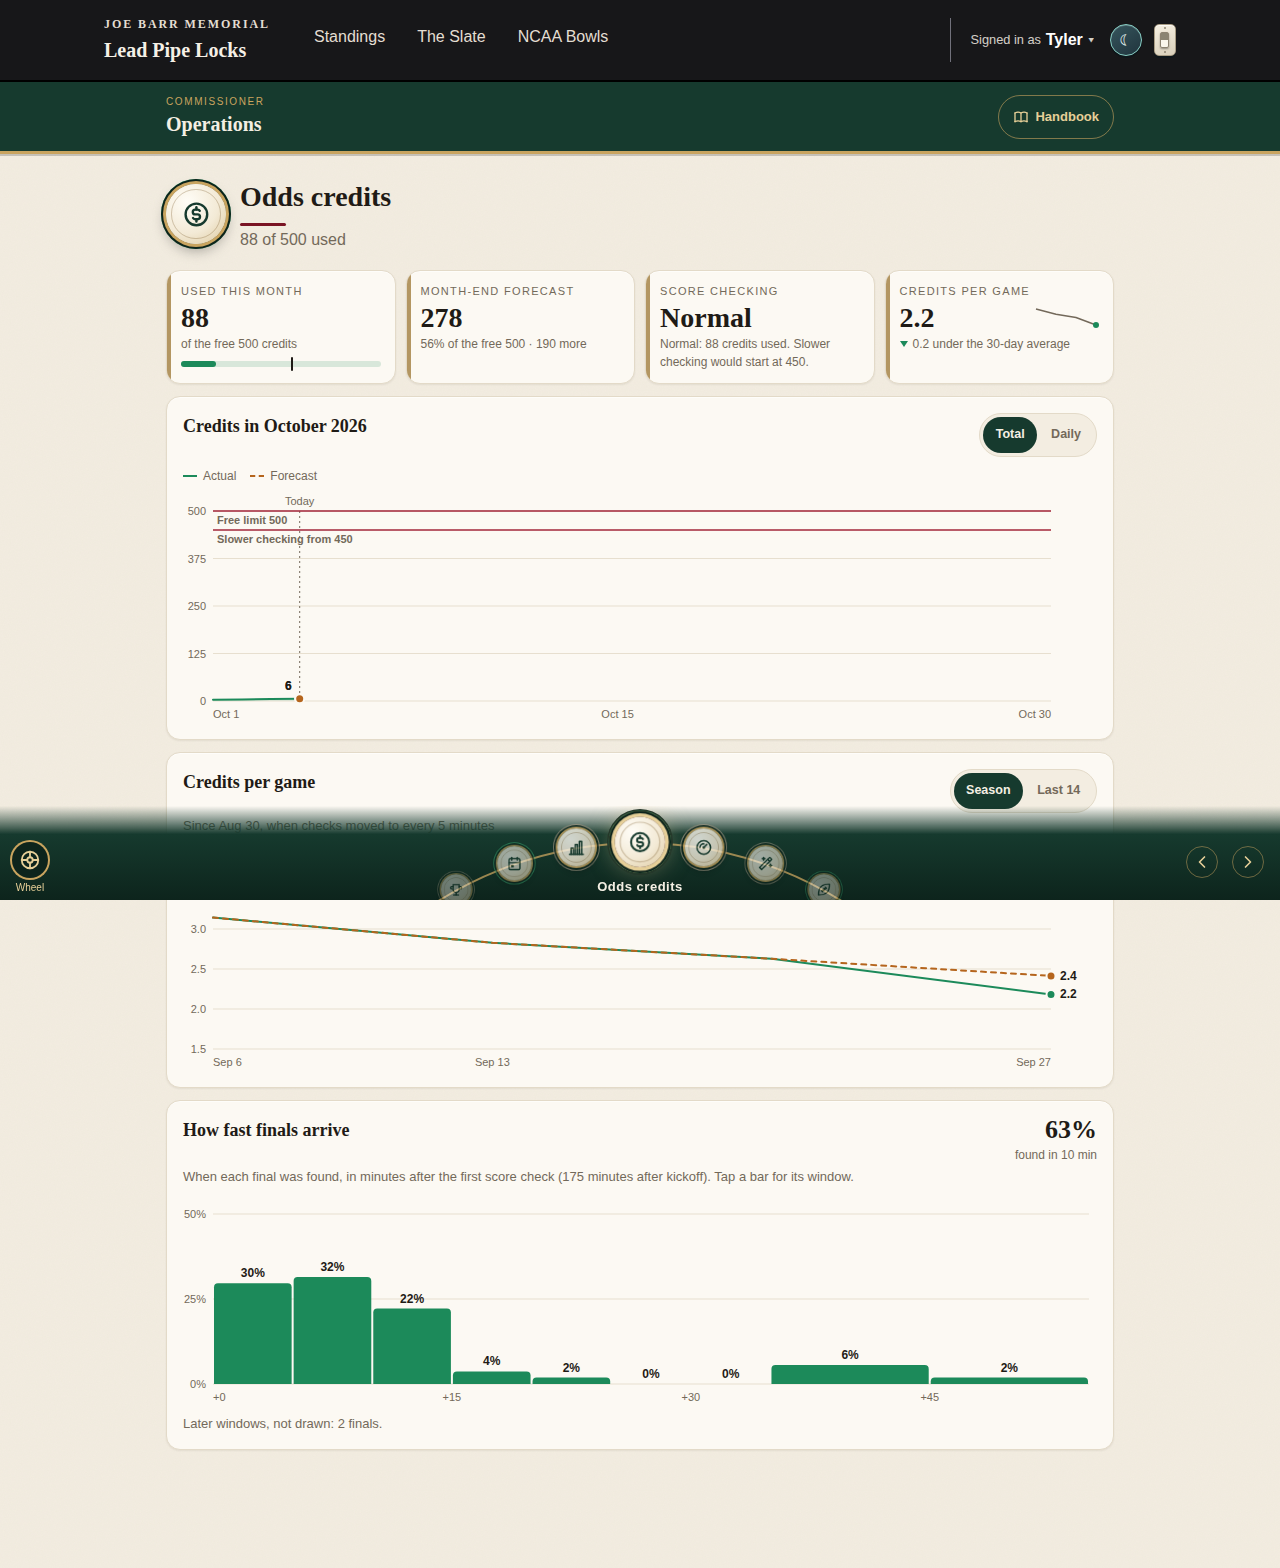 JOE BARR MEMORIAL
Lead Pipe Locks
Standings
The Slate
NCAA Bowls
Signed in as Tyler
COMMISSIONER
Operations
Handbook
Odds credits
88 of 500 used
USED THIS MONTH
88
of the free 500 credits
MONTH-END FORECAST
278
56% of the free 500 · 190 more
SCORE CHECKING
Normal
Normal: 88 credits used. Slower
checking would start at 450.
CREDITS PER GAME
2.2
0.2 under the 30-day average
Credits in October 2026
Total
Daily
Actual
Forecast
Today
500
Free limit 500
Slower checking from 450
375
250
125
6
0
Oct 1
Oct 15
Oct 30
Credits per game
Season
Last 14
Since Aug 30, when checks moved to every 5 minutes
Wheel
Odds credits
3.0
2.5
2.4
2.2
2.0
1.5
Sep 6
Sep 13
Sep 27
How fast finals arrive
63%
found in 10 min
When each final was found, in minutes after the first score check (175 minutes after kickoff). Tap a bar for its window.
50%
25%
0%
30%
32%
22%
4%
2%
0%
0%
6%
2%
+0
+15
+30
+45
Later windows, not drawn: 2 finals.